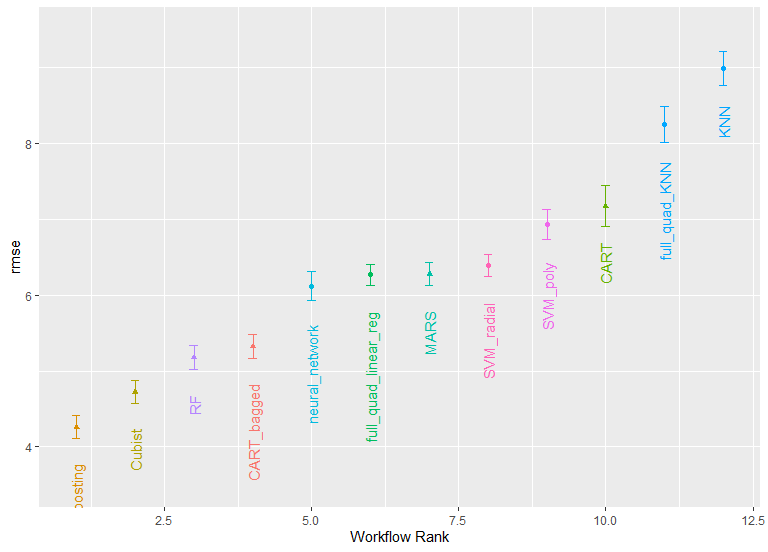 KNN
full_quad_KNN
CART
SVM_poly
SVM_radial
MARS
full_quad_linear_reg
neural_network
CART_bagged
RF
Cubist
8
6
4
rmse
2.5
5.0
7.5
10.0
12.5
Workflow Rank